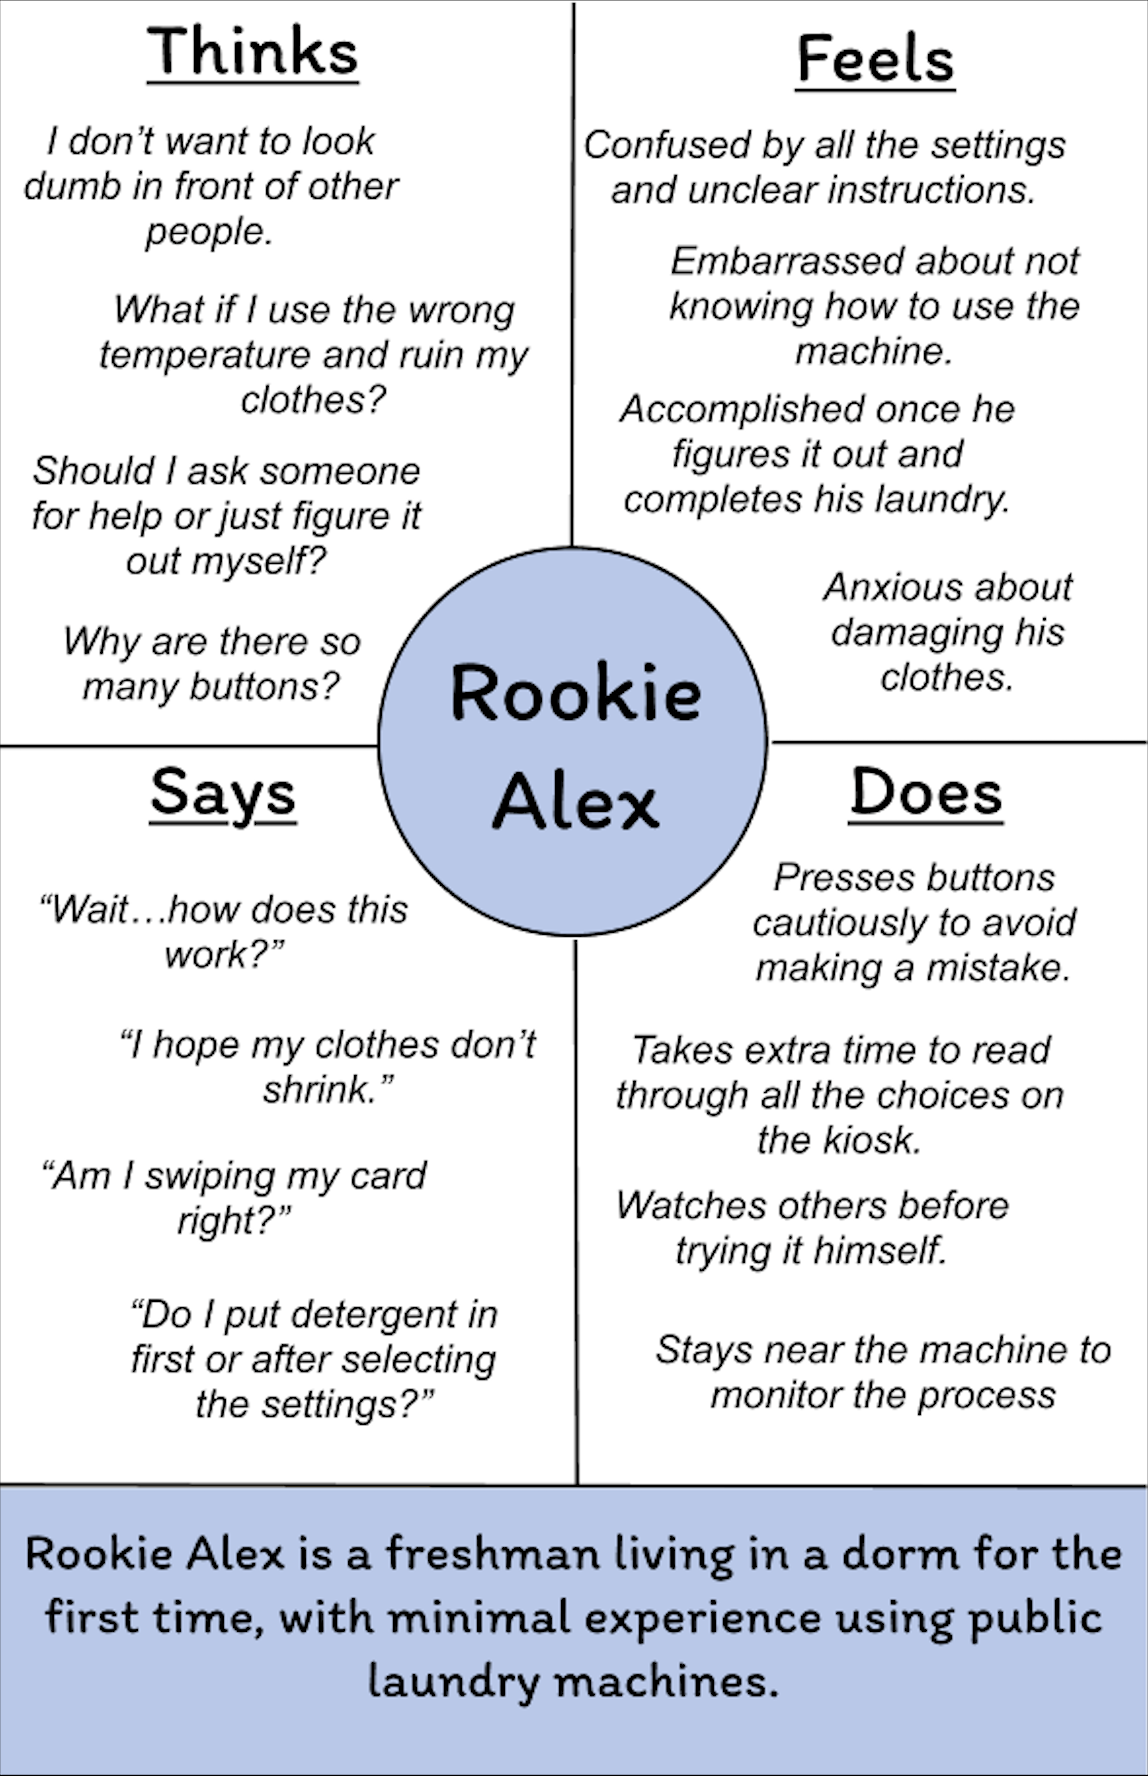 Thinks
I don’t want to look
dumb in front of other
people.
What if I use the wrong
temperature and ruin my
clothes?
Should I ask someone
for help or just figure it
out myself?
Why are there so
many buttons?
Feels
Confused by all the settings
and unclear instructions.
Embarrassed about not
knowing how to use the
machine.
Accomplished once he
figures it out and
completes his laundry.
Anxious about
damaging his
clothes.
Rookie
Alex
Says
“Wait…how does this
work?”
“I hope my clothes don’t
shrink.”
“Am I swiping my card
right?”
“Do I put detergent in
first or after selecting
the settings?”
Does
Presses buttons
cautiously to avoid
making a mistake.
Takes extra time to read
through all the choices on
the kiosk.
Watches others before
trying it himself.
Stays near the machine to
monitor the process
Rookie Alex is a freshman living in a dorm for the
first time, with minimal experience using public
laundry machines.